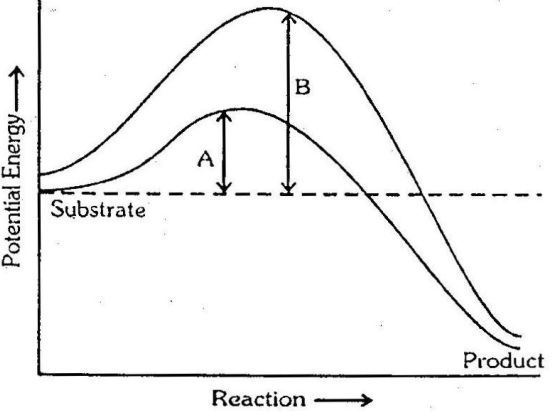 Potential Energy
B
A
Substrate
Product
Reaction